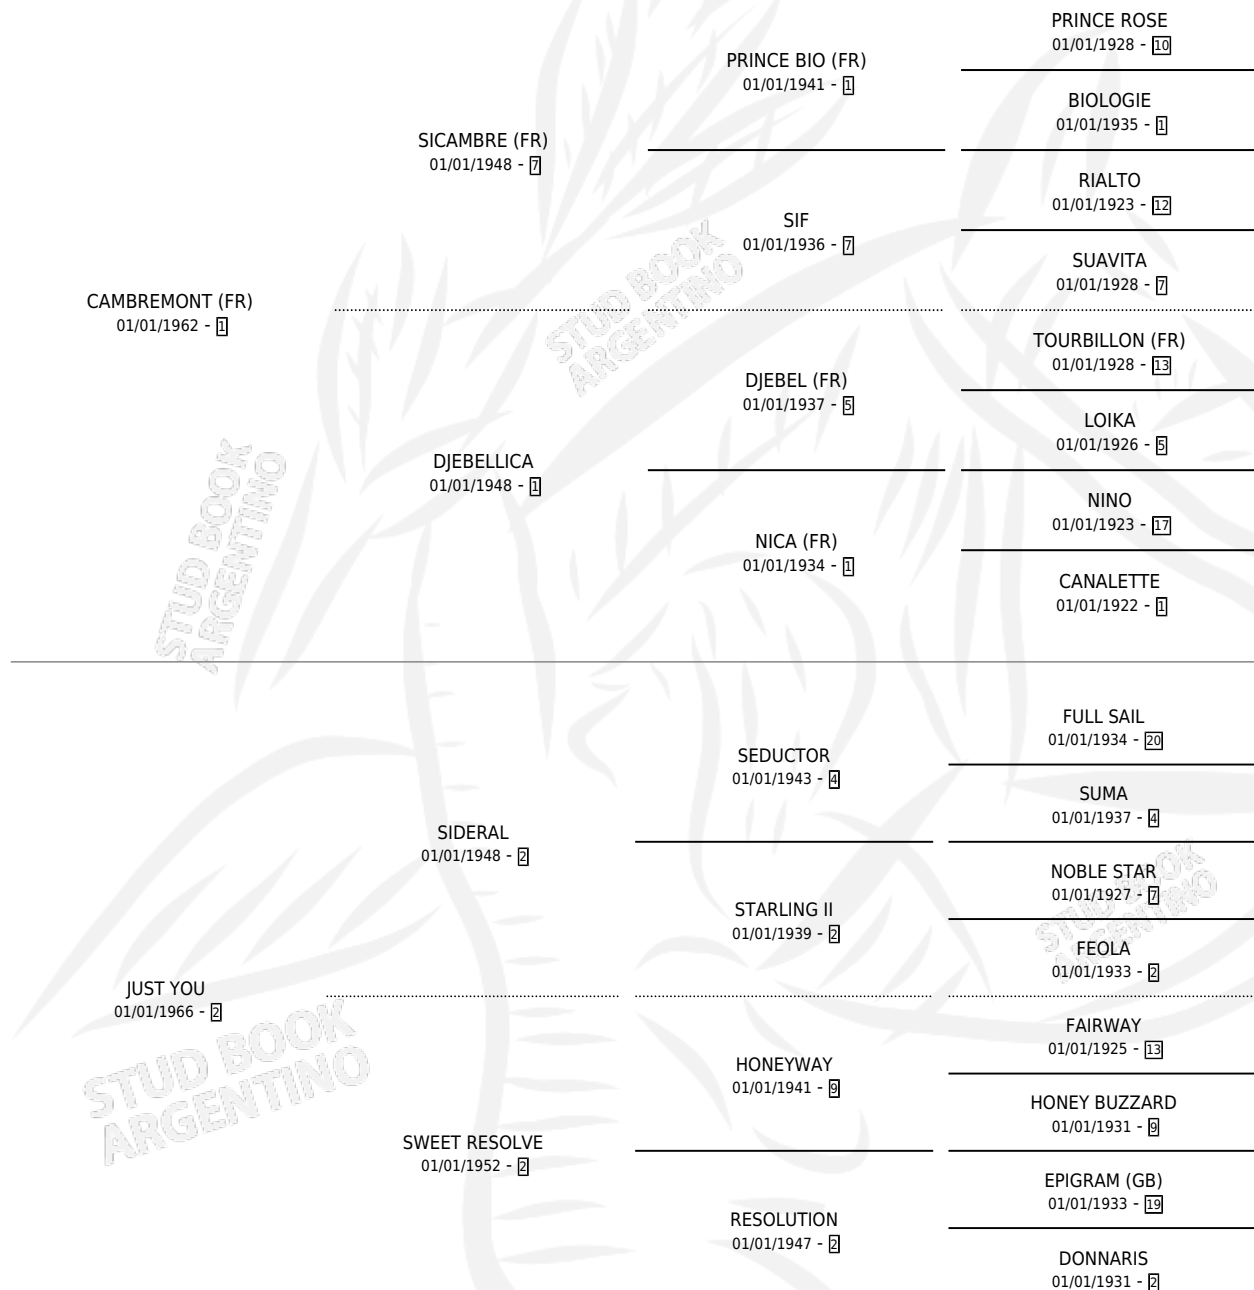 PRINCE ROSE
01/01/1928 - 10
PRINCE BIO (FR)
01/01/1941 - 1
BIOLOGIE
01/01/1935 - 1
SICAMBRE (FR)
01/01/1948 - 7
RIALTO
01/01/1923 - 12
SIF
01/01/1936 - 7
SUAVITA
01/01/1928 - 7
CAMBREMONT (FR)
01/01/1962 - 1
STUD BOOK
ARGENTINO
TOURBILLON (FR)
01/01/1928 - 13
DJEBEL (FR)
01/01/1937 - 5
LOIKA
01/01/1926 - 5
DJEBELLICA
01/01/1948 - 1
NINO
01/01/1923 - 17
NICA (FR)
01/01/1934 - 1
CANALETTE
01/01/1922 - 1
STUD BOOK
ARGENTINO
FULL SAIL
01/01/1934 - 20
SEDUCTOR
01/01/1943 - 4
SUMA
01/01/1937 - 4
SIDERAL
01/01/1948 - 2
NOBLE STAR
01/01/1927 - 7
STARLING II
01/01/1939 - 2
STUD BOOK
ARGENTINO
FEOLA
01/01/1933 - 2
JUST YOU
01/01/1966 - 2
FAIRWAY
01/01/1925 - 13
HONEYWAY
01/01/1941 - 9
HONEY BUZZARD
01/01/1931 - 9
STUD BOOK
ARGENTINO
SWEET RESOLVE
01/01/1952 - 2
EPIGRAM (GB)
01/01/1933 - 19
RESOLUTION
01/01/1947 - 2
DONNARIS
01/01/1931 - 2